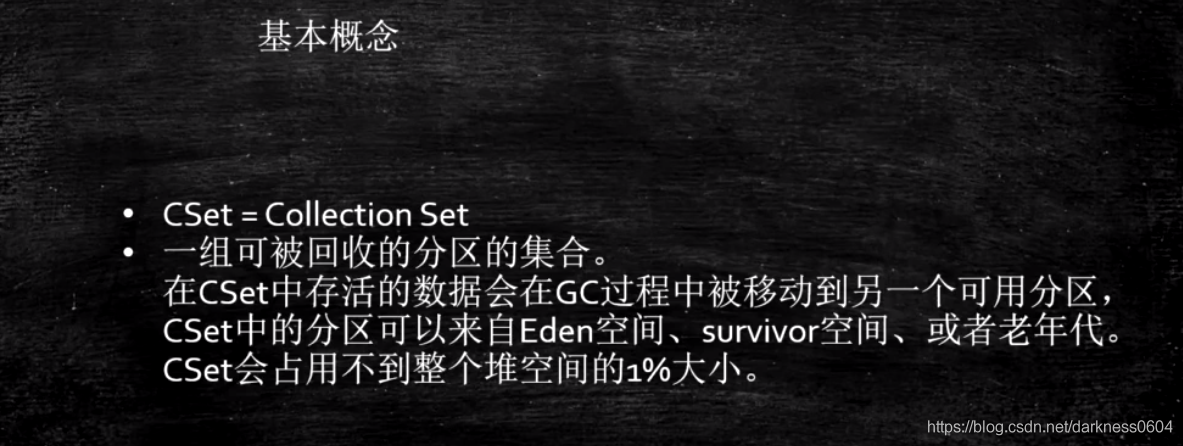 基本概念
• CSet = Collection Set
• 一组可被回收的分区的集合。
在CSet中存活的数据会在GC过程中被移动到另一个可用分区，
CSet中的分区可以来自Eden空间、survivor空间、或者老年代。
CSet会占用不到整个堆空间的1%大小。
https://blog.csdn.net/darkness0604